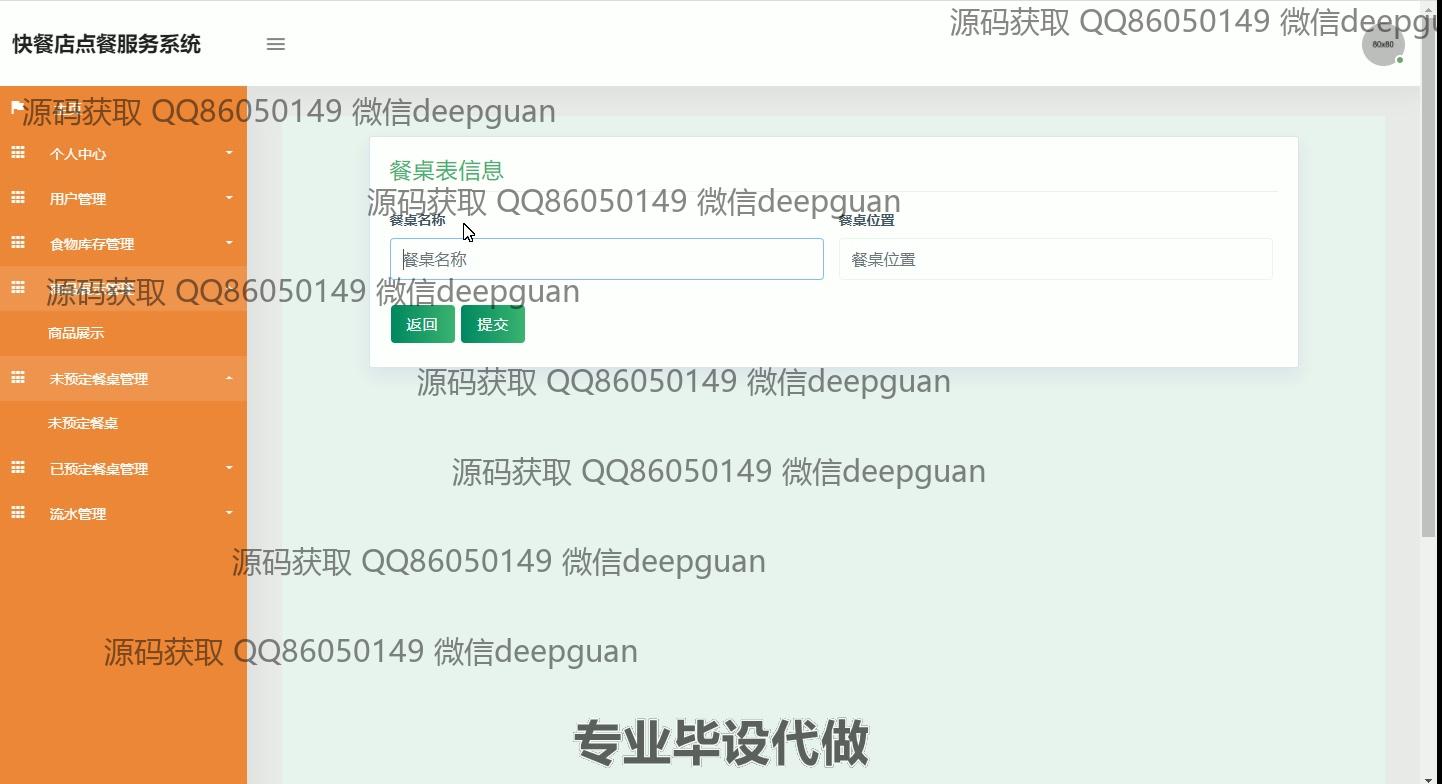 源码获取 QQ86050149 微信deepgu
快餐店点餐服务系统
60x60
源码获取 QQ86050149 微信deepguan
个人中心
餐桌表信息
用户管理
源码获取 QQ86050149 微信deepguan
餐桌名称
餐桌位置
食物库存管理
餐桌名称
餐桌位置
源码获取 QQ86050149 微信deepguan
返回
提交
商品展示
未预定餐桌管理
源码获取 QQ86050149 微信deepguan
未预定餐桌
已预定餐桌管理
源码获取 QQ86050149 微信deepguan
流水管理
源码获取 QQ86050149 微信deepguan
源码获取 QQ86050149 微信deepguan
专业毕设代做